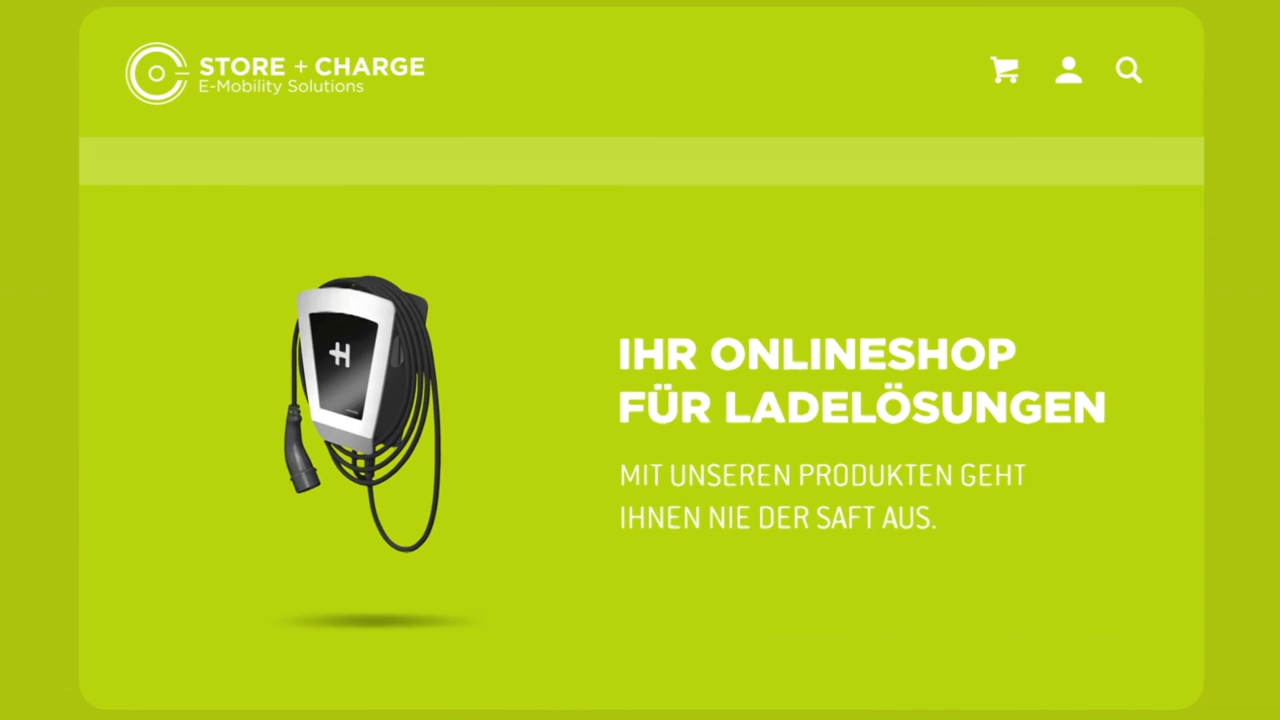 STORE + CHARGE
E-Mobility Solutions
IHR ONLINESHOP
FÜR LADELÖSUNGEN
MIT UNSEREN PRODUKTEN GEHT
IHNEN NIE DER SAFT AUS.